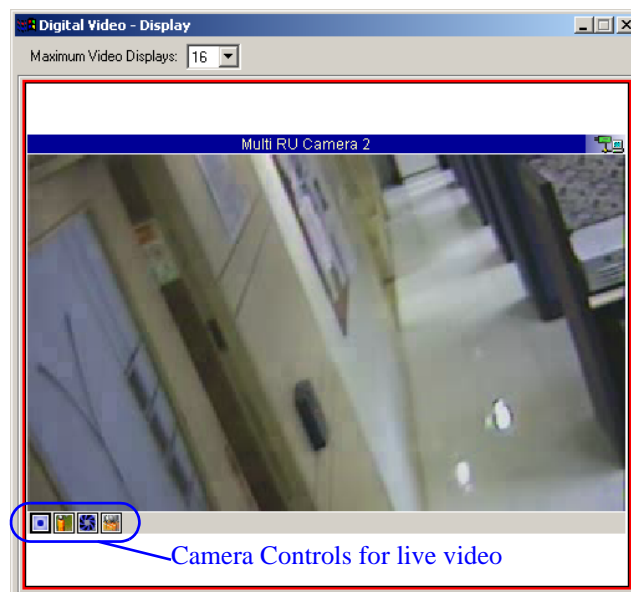 Digital Video - Display
Maximum Video Displays: 16
Multi RU Camera 2
Camera Controls for live video